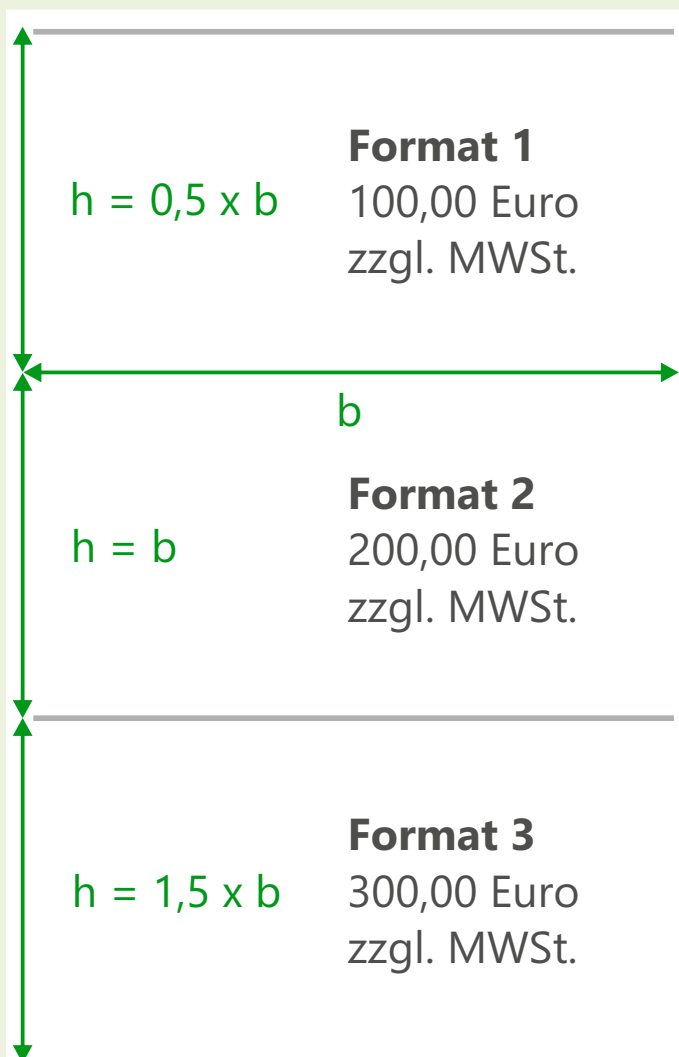 Format 1
h = 0,5 x b
100,00 Euro
zzgl. MWSt.
b
Format 2
h = b
200,00 Euro
zzgl. MWSt.
Format 3
h = 1,5 x b
300,00 Euro
zzgl. MWSt.